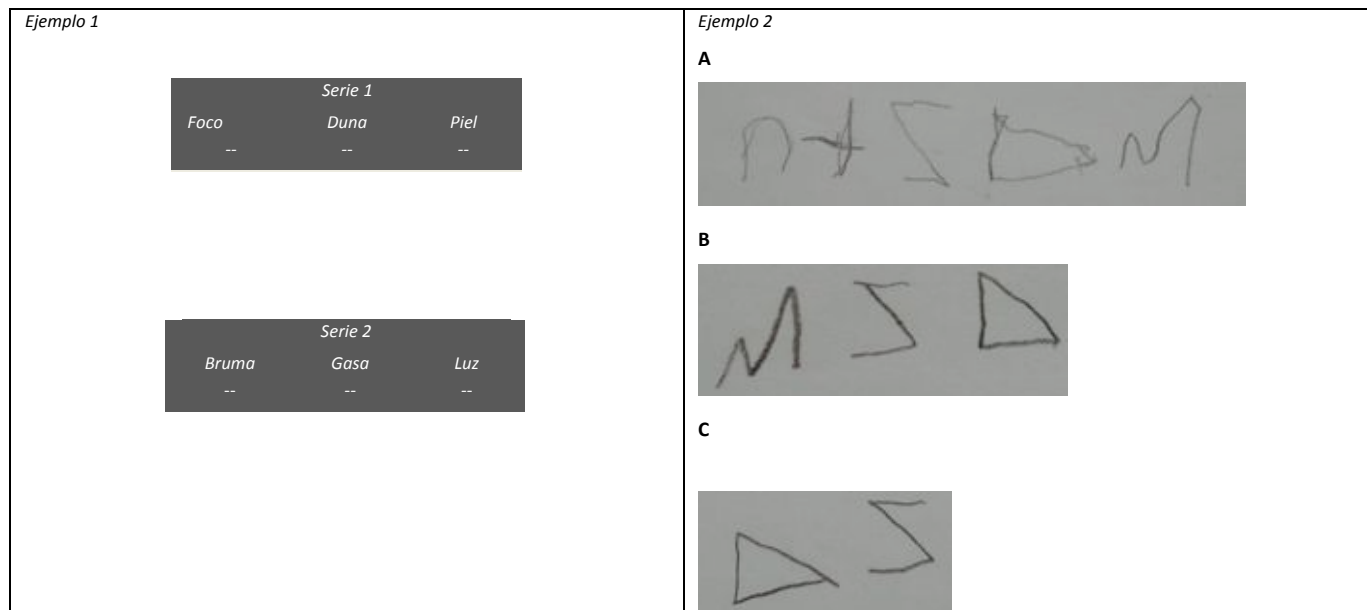 Ejemplo 1
Serie 1
Foco Duna Piel
-- -- --
Serie 2
Bruma Gasa Luz
-- -- --
Ejemplo 2
A
B
C